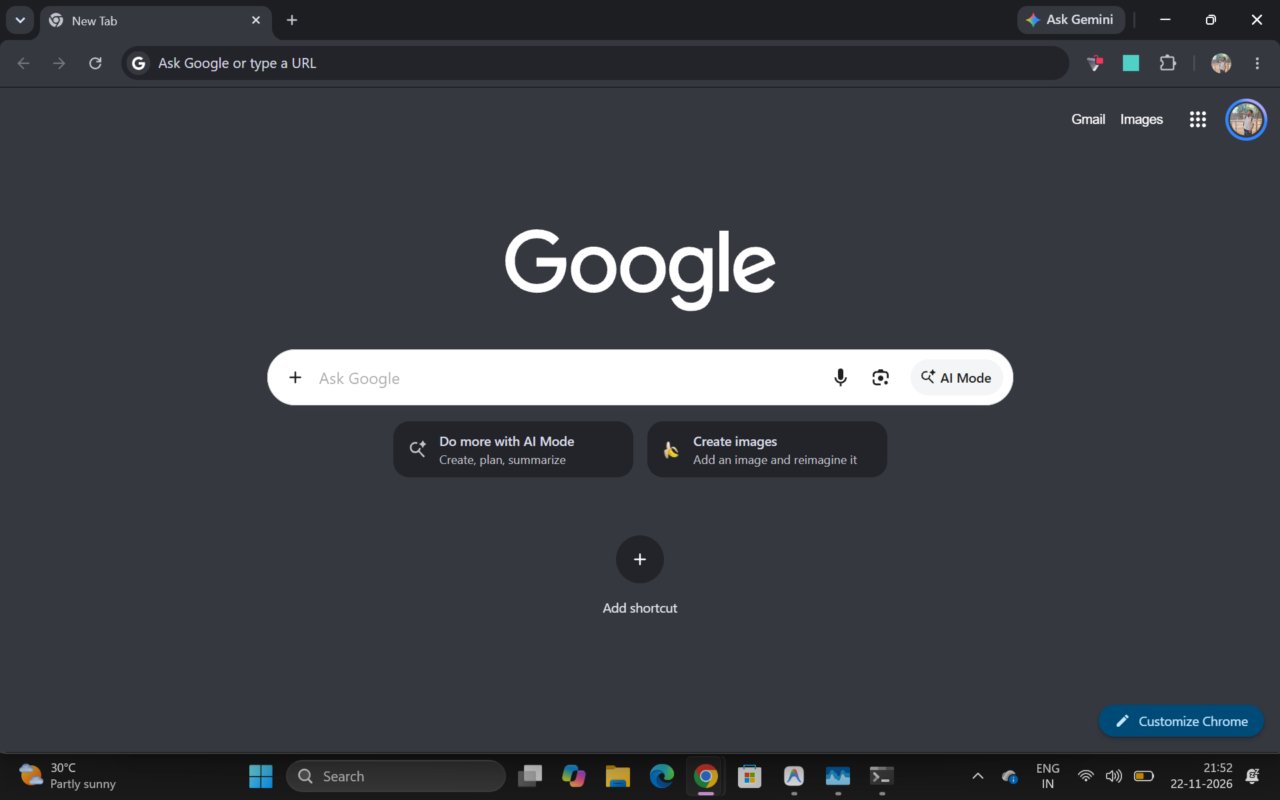 New Tab
Ask Gemini
Ask Google or type a URL
Gmail Images
Google
Ask Google
AI Mode
Do more with AI Mode
Create, plan, summarize
Create images
Add an image and reimagine it
Add shortcut
Customize Chrome
30°C
Partly sunny
Search
ENG
IN
21:52
22-11-2026